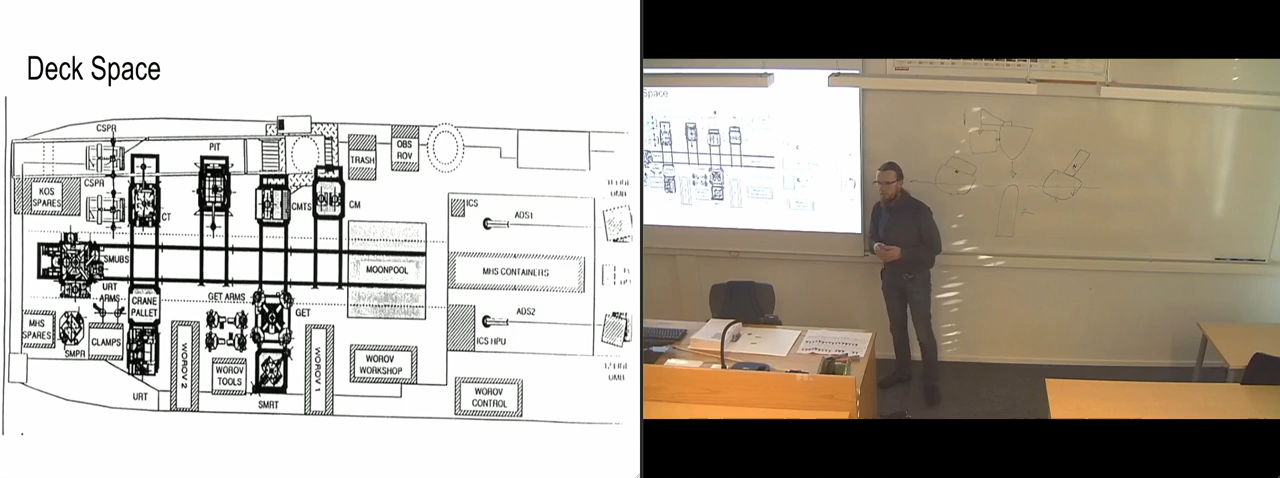 Deck Space
CSPR
PIT
TRASH
OBS
ROV
CSPR
KOS
SPARES
CT
CMTS
CM
ICS
ADS1
SMUBS
MOONPOOL
MHS CONTAINERS
URT
ARMS
CRANE
PALLET
GET ARMS
GET
ADS2
MHS
SPARES
SMPR
CLAMPS
WOROV 2
WOROV
TOOLS
WOROV 1
ICS HPU
WOROV
WORKSHOP
URT
SMRT
WOROV
CONTROL
Space